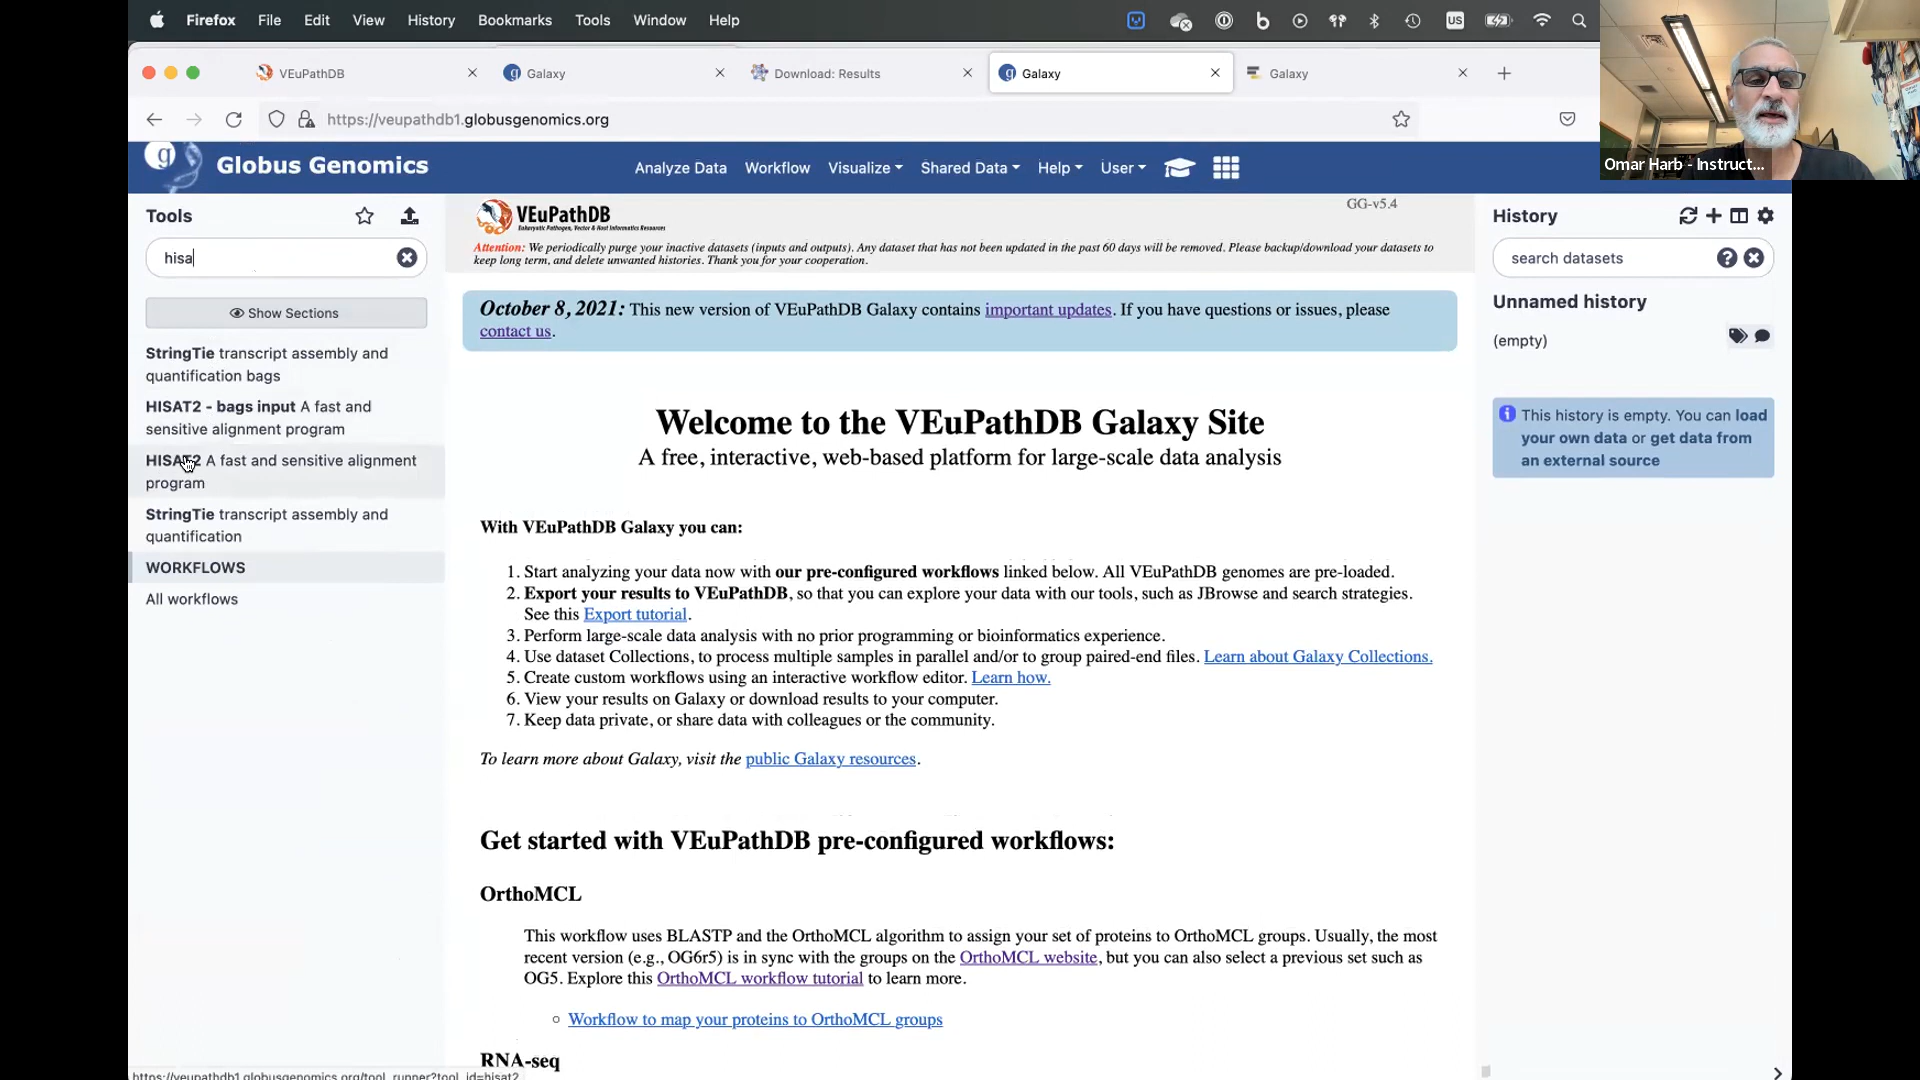 Firefox File Edit View History Bookmarks Tools Window Help
US
VEuPathDB
Galaxy
Download: Results
Galaxy
Galaxy
https://veupathdb1.globusgenomics.org
Omar Harb - Instruct...
g Globus Genomics
Analyze Data Workflow Visualize Shared Data Help User
Tools
hisa
Show Sections
StringTie transcript assembly and
quantification bags
HISAT2 - bags input A fast and
sensitive alignment program
HISAT2 A fast and sensitive alignment
program
StringTie transcript assembly and
quantification
WORKFLOWS
All workflows
VEuPathDB
Eukaryotic Pathogen, Vector & Host Informatics Resources
GG-v5.4
Attention: We periodically purge your inactive datasets (inputs and outputs). Any dataset that has not been updated in the past 60 days will be removed. Please backup/download your datasets to
keep long term, and delete unwanted histories. Thank you for your cooperation.
October 8, 2021: This new version of VEuPathDB Galaxy contains important updates. If you have questions or issues, please
contact us.
Welcome to the VEuPathDB Galaxy Site
A free, interactive, web-based platform for large-scale data analysis
With VEuPathDB Galaxy you can:
1. Start analyzing your data now with our pre-configured workflows linked below. All VEuPathDB genomes are pre-loaded.
2. Export your results to VEuPathDB, so that you can explore your data with our tools, such as JBrowse and search strategies.
See this Export tutorial.
3. Perform large-scale data analysis with no prior programming or bioinformatics experience.
4. Use dataset Collections, to process multiple samples in parallel and/or to group paired-end files. Learn about Galaxy Collections.
5. Create custom workflows using an interactive workflow editor. Learn how.
6. View your results on Galaxy or download results to your computer.
7. Keep data private, or share data with colleagues or the community.
To learn more about Galaxy, visit the public Galaxy resources.
Get started with VEuPathDB pre-configured workflows:
OrthoMCL
This workflow uses BLASTP and the OrthoMCL algorithm to assign your set of proteins to OrthoMCL groups. Usually, the most
recent version (e.g., OG6r5) is in sync with the groups on the OrthoMCL website, but you can also select a previous set such as
OG5. Explore this OrthoMCL workflow tutorial to learn more.
Workflow to map your proteins to OrthoMCL groups
RNA-seq
History
search datasets
Unnamed history
(empty)
This history is empty. You can load
your own data or get data from
an external source
https://veupathdb1.globusgenomics.org/tool_runner?tool_id=hisat2